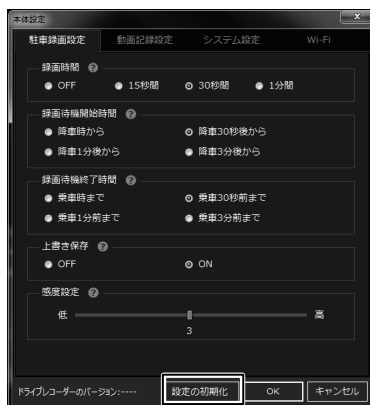 本体設定
駐車録画設定 動画記録設定 システム設定 Wi-Fi
録画時間 ?
OFF 15秒間 30秒間 1分間
録画待機開始時間 ?
降車時から 降車30秒後から
降車1分後から 降車3分後から
録画待機終了時間 ?
乗車時まで 乗車30秒前まで
乗車1分前まで 乗車3分前まで
上書き保存 ?
OFF ON
感度設定 ?
低 高
3
ドライブレコーダーのバージョン:---- 設定の初期化 OK キャンセル